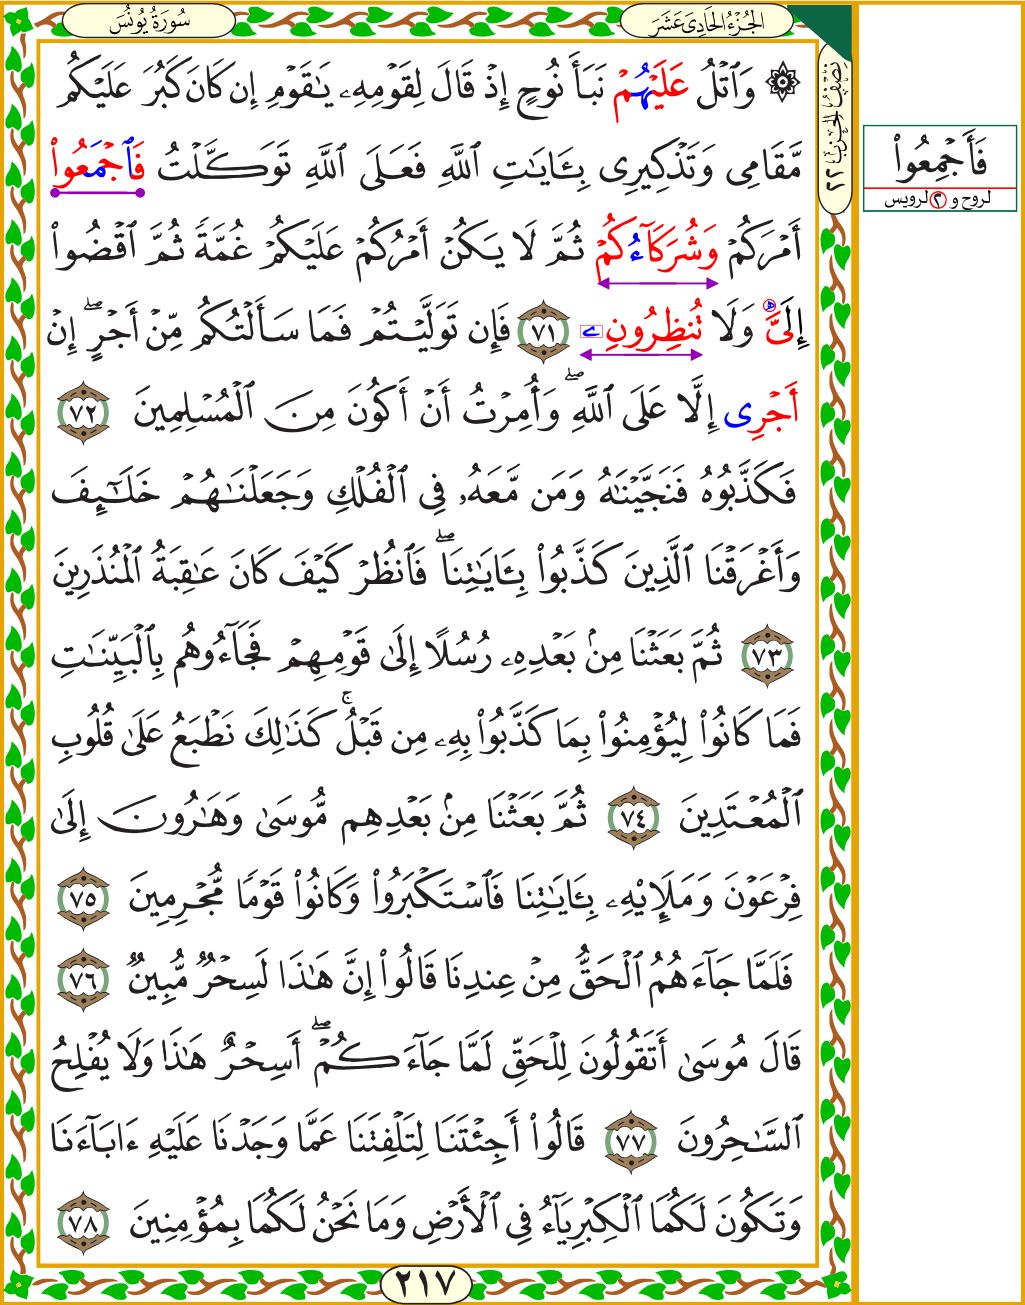 سُورَةُ يُونُسَ
الجُزْءُ الحَادِىَ عَشَرَ
نِصْفُ الحِزْبِ ٢٢
۞ وَٱتۡلُ عَلَيۡهُمۡ نَبَأَ نُوحٍ إِذۡ قَالَ لِقَوۡمِهِۦ يَٰقَوۡمِ إِن كَانَ كَبُرَ عَلَيۡكُم
مَّقَامِى وَتَذۡكِيرِى بِـَٔايَٰتِ ٱللَّهِ فَعَلَى ٱللَّهِ تَوَكَّلۡتُ فَٱجۡمَعُواْ
أَمۡرَكُمۡ وَشُرَكَآءُكُمۡ ثُمَّ لَا يَكُنۡ أَمۡرُكُمۡ عَلَيۡكُمۡ غُمَّةٗ ثُمَّ ٱقۡضُوٓاْ
إِلَىَّ وَلَا تُنظِرُونِۦ ٧١ فَإِن تَوَلَّيۡتُمۡ فَمَا سَأَلۡتُكُم مِّنۡ أَجۡرٍۖ إِنۡ
أَجۡرِى إِلَّا عَلَى ٱللَّهِۖ وَأُمِرۡتُ أَنۡ أَكُونَ مِنَ ٱلۡمُسۡلِمِينَ ٧٢
فَكَذَّبُوهُ فَنَجَّيۡنَٰهُ وَمَن مَّعَهُۥ فِى ٱلۡفُلۡكِ وَجَعَلۡنَٰهُمۡ خَلَٰٓئِفَ
وَأَغۡرَقۡنَا ٱلَّذِينَ كَذَّبُواْ بِـَٔايَٰتِنَاۖ فَٱنظُرۡ كَيۡفَ كَانَ عَٰقِبَةُ ٱلۡمُنذَرِينَ
٧٣ ثُمَّ بَعَثۡنَا مِنۢ بَعۡدِهِۦ رُسُلًا إِلَىٰ قَوۡمِهِمۡ فَجَآءُوهُم بِٱلۡبَيِّنَٰتِ
فَمَا كَانُواْ لِيُؤۡمِنُواْ بِمَا كَذَّبُواْ بِهِۦ مِن قَبۡلُۚ كَذَٰلِكَ نَطۡبَعُ عَلَىٰ قُلُوبِ
ٱلۡمُعۡتَدِينَ ٧٤ ثُمَّ بَعَثۡنَا مِنۢ بَعۡدِهِم مُّوسَىٰ وَهَٰرُونَ إِلَىٰ
فِرۡعَوۡنَ وَمَلَإِيْهِۦ بِـَٔايَٰتِنَا فَٱسۡتَكۡبَرُواْ وَكَانُواْ قَوۡمٗا مُّجۡرِمِينَ ٧٥
فَلَمَّا جَآءَهُمُ ٱلۡحَقُّ مِنۡ عِندِنَا قَالُوٓاْ إِنَّ هَٰذَا لَسِحۡرٞ مُّبِينٞ ٧٦
قَالَ مُوسَىٰٓ أَتَقُولُونَ لِلۡحَقِّ لَمَّا جَآءَكُمۡۖ أَسِحۡرٌ هَٰذَا وَلَا يُفۡلِحُ
ٱلسَّٰحِرُونَ ٧٧ قَالُوٓاْ أَجِئۡتَنَا لِتَلۡفِتَنَا عَمَّا وَجَدۡنَا عَلَيۡهِ ءَابَآءَنَا
وَتَكُونَ لَكُمَا ٱلۡكِبۡرِيَآءُ فِى ٱلۡأَرۡضِ وَمَا نَحۡنُ لَكُمَا بِمُؤۡمِنِينَ ٧٨
٢١٧
فَأَجۡمِعُواْ
لروح و ٢ لرويس